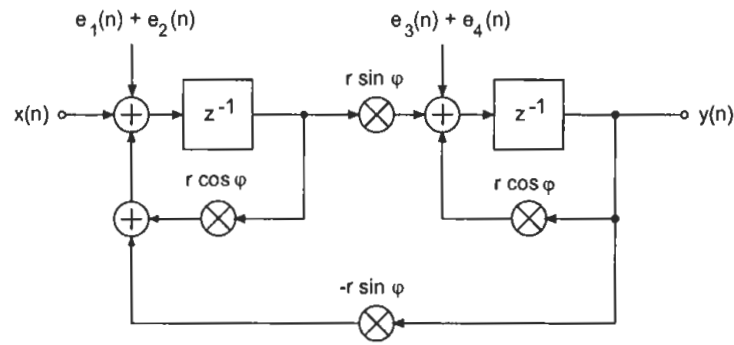 e₁(n) + e₂(n)
e₃(n) + e₄(n)
r sin φ
x(n)
z⁻¹
z⁻¹
y(n)
r cos φ
r cos φ
-r sin φ